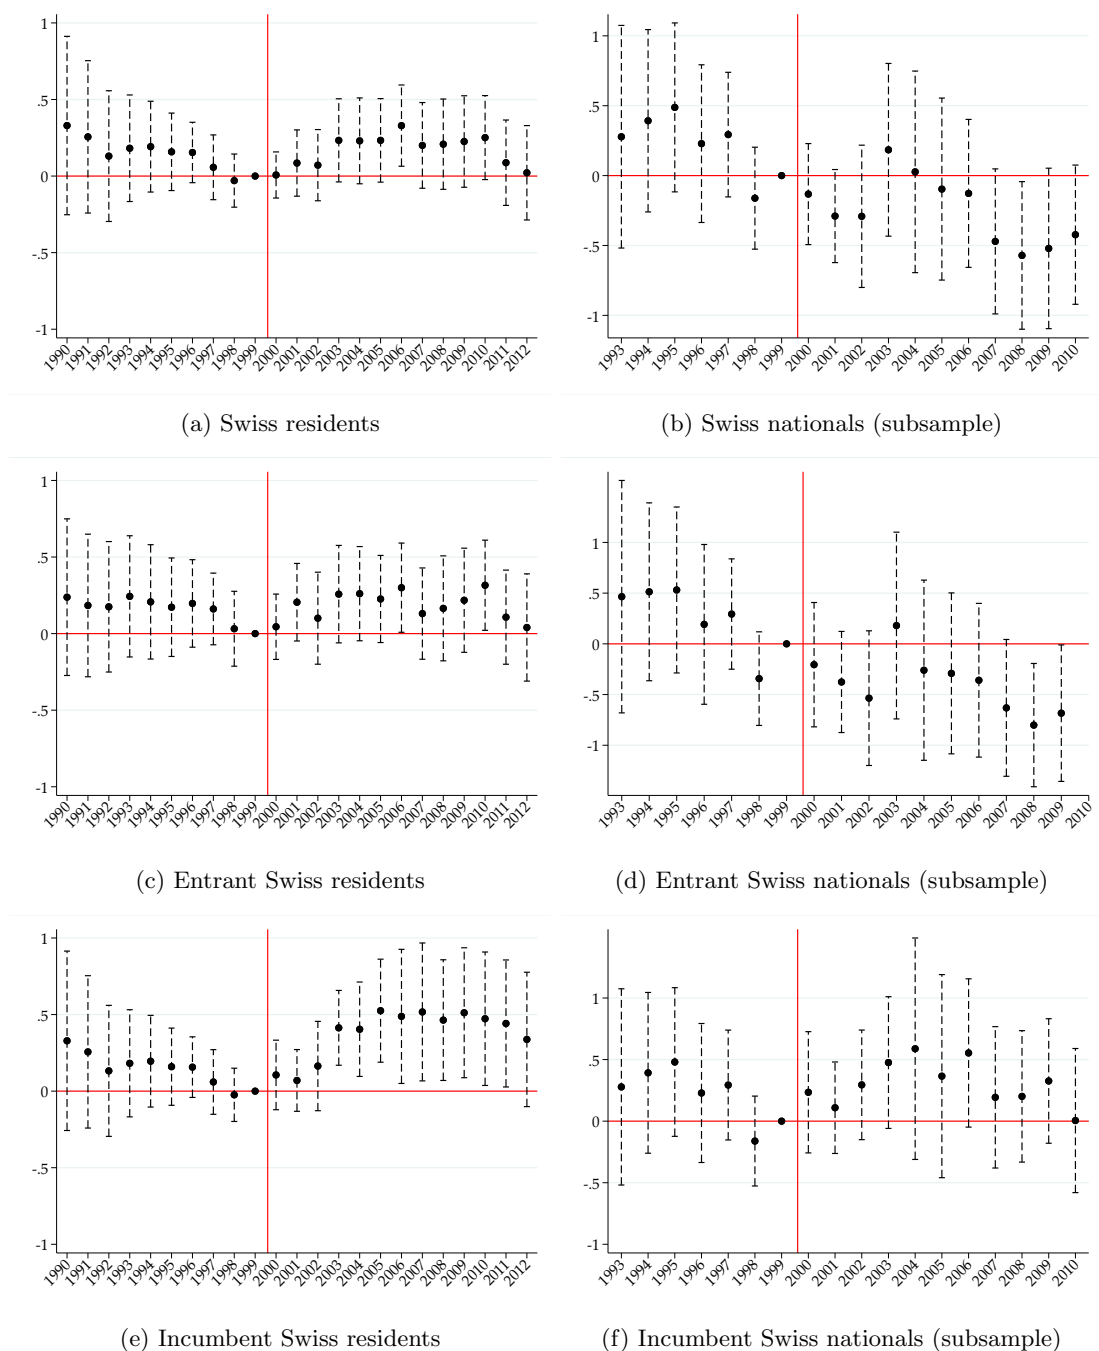 1
.5
0
-.5
-1
1990 1991 1992 1993 1994 1995 1996 1997 1998 1999 2000 2001 2002 2003 2004 2005 2006 2007 2008 2009 2010 2011 2012
(a) Swiss residents
1
.5
0
-.5
-1
1993 1994 1995 1996 1997 1998 1999 2000 2001 2002 2003 2004 2005 2006 2007 2008 2009 2010
(b) Swiss nationals (subsample)
1
.5
0
-.5
-1
1990 1991 1992 1993 1994 1995 1996 1997 1998 1999 2000 2001 2002 2003 2004 2005 2006 2007 2008 2009 2010 2011 2012
(c) Entrant Swiss residents
1
.5
0
-.5
-1
1993 1994 1995 1996 1997 1998 1999 2000 2001 2002 2003 2004 2005 2006 2007 2008 2009 2010
(d) Entrant Swiss nationals (subsample)
1
.5
0
-.5
-1
1990 1991 1992 1993 1994 1995 1996 1997 1998 1999 2000 2001 2002 2003 2004 2005 2006 2007 2008 2009 2010 2011 2012
(e) Incumbent Swiss residents
1
.5
0
-.5
-1
1993 1994 1995 1996 1997 1998 1999 2000 2001 2002 2003 2004 2005 2006 2007 2008 2009 2010
(f) Incumbent Swiss nationals (subsample)